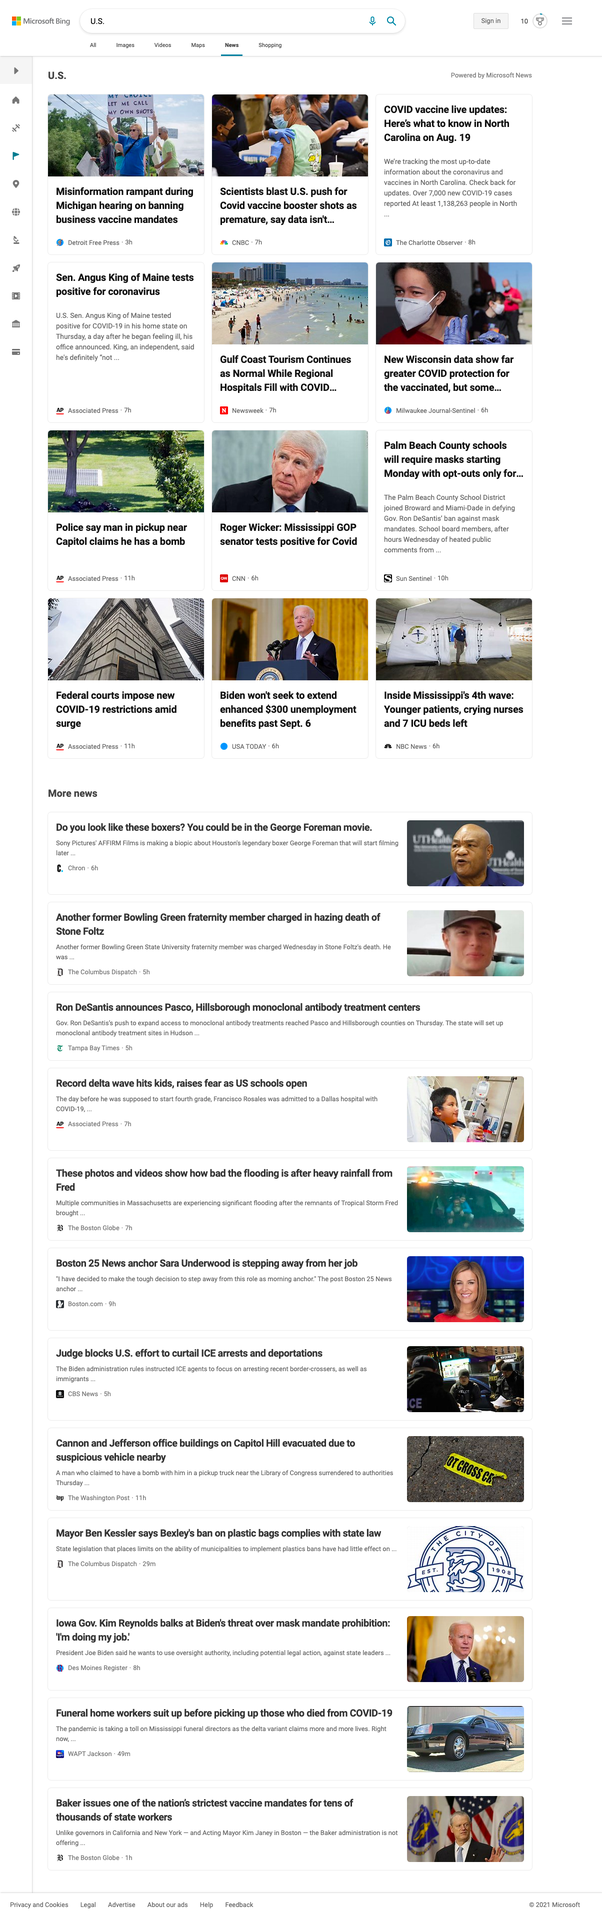 Microsoft Bing
U.S.
Sign in
10
All
Images
Videos
Maps
News
Shopping
U.S.
Powered by Microsoft News
MY CHOICE
LET ME CALL
MY OWN SHOTS
Misinformation rampant during
Michigan hearing on banning
business vaccine mandates
Detroit Free Press · 3h
Scientists blast U.S. push for
Covid vaccine booster shots as
premature, say data isn't...
CNBC · 7h
COVID vaccine live updates:
Here's what to know in North
Carolina on Aug. 19
We're tracking the most up-to-date
information about the coronavirus and
vaccines in North Carolina. Check back for
updates. Over 7,000 new COVID-19 cases
reported At least 1,138,263 people in North
...
The Charlotte Observer · 8h
Sen. Angus King of Maine tests
positive for coronavirus
U.S. Sen. Angus King of Maine tested
positive for COVID-19 in his home state on
Thursday, a day after he began feeling ill, his
office announced. King, an independent, said
he's definitely "not ...
AP Associated Press · 7h
Gulf Coast Tourism Continues
as Normal While Regional
Hospitals Fill with COVID...
N Newsweek · 7h
New Wisconsin data show far
greater COVID protection for
the vaccinated, but some...
Milwaukee Journal-Sentinel · 6h
Police say man in pickup near
Capitol claims he has a bomb
AP Associated Press · 11h
Roger Wicker: Mississippi GOP
senator tests positive for Covid
CNN CNN · 6h
Palm Beach County schools
will require masks starting
Monday with opt-outs only for...
The Palm Beach County School District
joined Broward and Miami-Dade in defying
Gov. Ron DeSantis' ban against mask
mandates. School board members, after
hours Wednesday of heated public
comments from ...
S Sun Sentinel · 10h
Federal courts impose new
COVID-19 restrictions amid
surge
AP Associated Press · 11h
Biden won't seek to extend
enhanced $300 unemployment
benefits past Sept. 6
USA TODAY · 6h
Inside Mississippi's 4th wave:
Younger patients, crying nurses
and 7 ICU beds left
NBC News · 6h
More news
Do you look like these boxers? You could be in the George Foreman movie.
Sony Pictures' AFFIRM Films is making a biopic about Houston's legendary boxer George Foreman that will start filming
later ...
C. Chron · 6h
UTHealth
UTHealth
Another former Bowling Green fraternity member charged in hazing death of
Stone Foltz
Another former Bowling Green State University fraternity member was charged Wednesday in Stone Foltz's death. He
was ...
The Columbus Dispatch · 5h
Ron DeSantis announces Pasco, Hillsborough monoclonal antibody treatment centers
Gov. Ron DeSantis's push to expand access to monoclonal antibody treatments reached Pasco and Hillsborough counties on Thursday. The state will set up
monoclonal antibody treatment sites in Hudson ...
Tampa Bay Times · 5h
Record delta wave hits kids, raises fear as US schools open
The day before he was supposed to start fourth grade, Francisco Rosales was admitted to a Dallas hospital with
COVID-19, ...
AP Associated Press · 7h
These photos and videos show how bad the flooding is after heavy rainfall from
Fred
Multiple communities in Massachusetts are experiencing significant flooding after the remnants of Tropical Storm Fred
brought ...
B The Boston Globe · 7h
Boston 25 News anchor Sara Underwood is stepping away from her job
"I have decided to make the tough decision to step away from this role as morning anchor." The post Boston 25 News
anchor ...
Boston.com · 9h
Judge blocks U.S. effort to curtail ICE arrests and deportations
The Biden administration rules instructed ICE agents to focus on arresting recent border-crossers, as well as
immigrants ...
CBS News · 5h
ICE
Cannon and Jefferson office buildings on Capitol Hill evacuated due to
suspicious vehicle nearby
A man who claimed to have a bomb with him in a pickup truck near the Library of Congress surrendered to authorities
Thursday ...
wp The Washington Post · 11h
OT CROSS CR
Mayor Ben Kessler says Bexley's ban on plastic bags complies with state law
State legislation that places limits on the ability of municipalities to implement plastics bans have had little effect on ...
The Columbus Dispatch · 29m
THE CITY OF
EST. B 1908
Iowa Gov. Kim Reynolds balks at Biden's threat over mask mandate prohibition:
'I'm doing my job.'
President Joe Biden said he wants to use oversight authority, including potential legal action, against state leaders ...
Des Moines Register · 8h
Funeral home workers suit up before picking up those who died from COVID-19
The pandemic is taking a toll on Mississippi funeral directors as the delta variant claims more and more lives. Right
now, ...
WAPT Jackson · 49m
Baker issues one of the nation's strictest vaccine mandates for tens of
thousands of state workers
Unlike governors in California and New York — and Acting Mayor Kim Janey in Boston — the Baker administration is not
offering ...
B The Boston Globe · 1h
Privacy and Cookies
Legal
Advertise
About our ads
Help
Feedback
© 2021 Microsoft